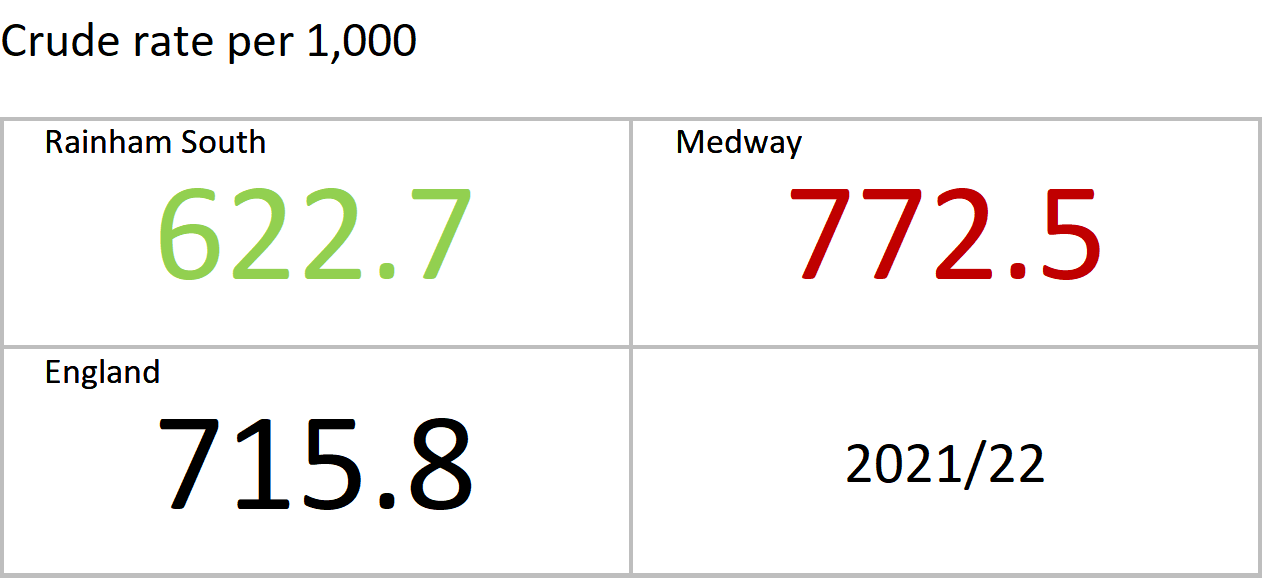 Crude rate per 1,000
Rainham South
622.7
Medway
772.5
England
715.8
2021/22